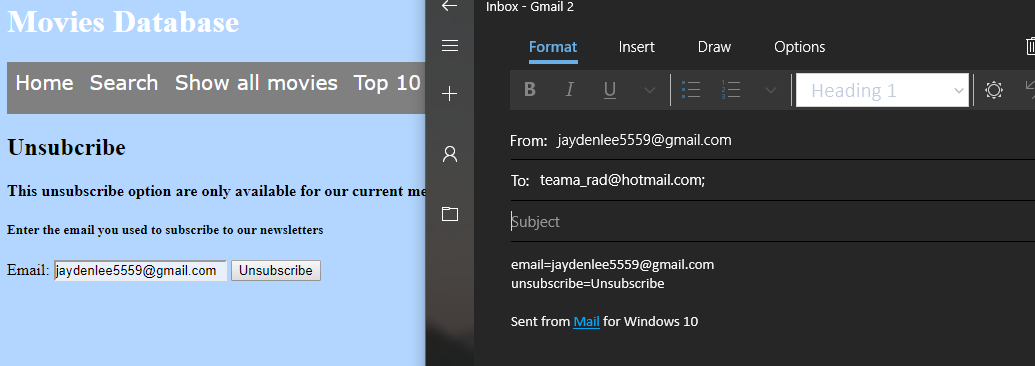 Movies Database
Home Search Show all movies Top 10
Unsubcribe
This unsubscribe option are only available for our current me
Enter the email you used to subscribe to our newsletters
Email: jaydenlee5559@gmail.com Unsubscribe
Inbox - Gmail 2
Format Insert Draw Options
B I U Heading 1
From: jaydenlee5559@gmail.com
To: teama_rad@hotmail.com;
Subject
email=jaydenlee5559@gmail.com
unsubscribe=Unsubscribe
Sent from Mail for Windows 10